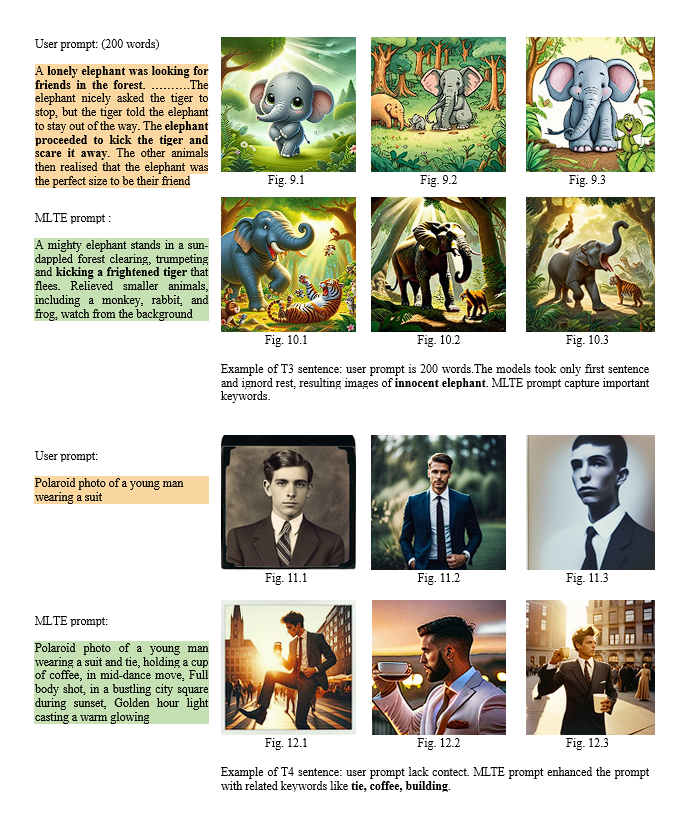 User prompt: (200 words)
A lonely elephant was looking for
friends in the forest. ……….The
elephant nicely asked the tiger to
stop, but the tiger told the elephant
to stay out of the way. The elephant
proceeded to kick the tiger and
scare it away. The other animals
then realised that the elephant was
the perfect size to be their friend
Fig. 9.1
Fig. 9.2
Fig. 9.3
MLTE prompt :
A mighty elephant stands in a sun-
dappled forest clearing, trumpeting
and kicking a frightened tiger that
flees. Relieved smaller animals,
including a monkey, rabbit, and
frog, watch from the background
Fig. 10.1
Fig. 10.2
Fig. 10.3
Example of T3 sentence: user prompt is 200 words.The models took only first sentence
and ignord rest, resulting images of innocent elephant. MLTE prompt capture important
keywords.
User prompt:
Polaroid photo of a young man
wearing a suit
Fig. 11.1
Fig. 11.2
Fig. 11.3
MLTE prompt:
Polaroid photo of a young man
wearing a suit and tie, holding a cup
of coffee, in mid-dance move, Full
body shot, in a bustling city square
during sunset, Golden hour light
casting a warm glowing
Fig. 12.1
Fig. 12.2
Fig. 12.3
Example of T4 sentence: user prompt lack contect. MLTE prompt enhanced the prompt
with related keywords like tie, coffee, building.